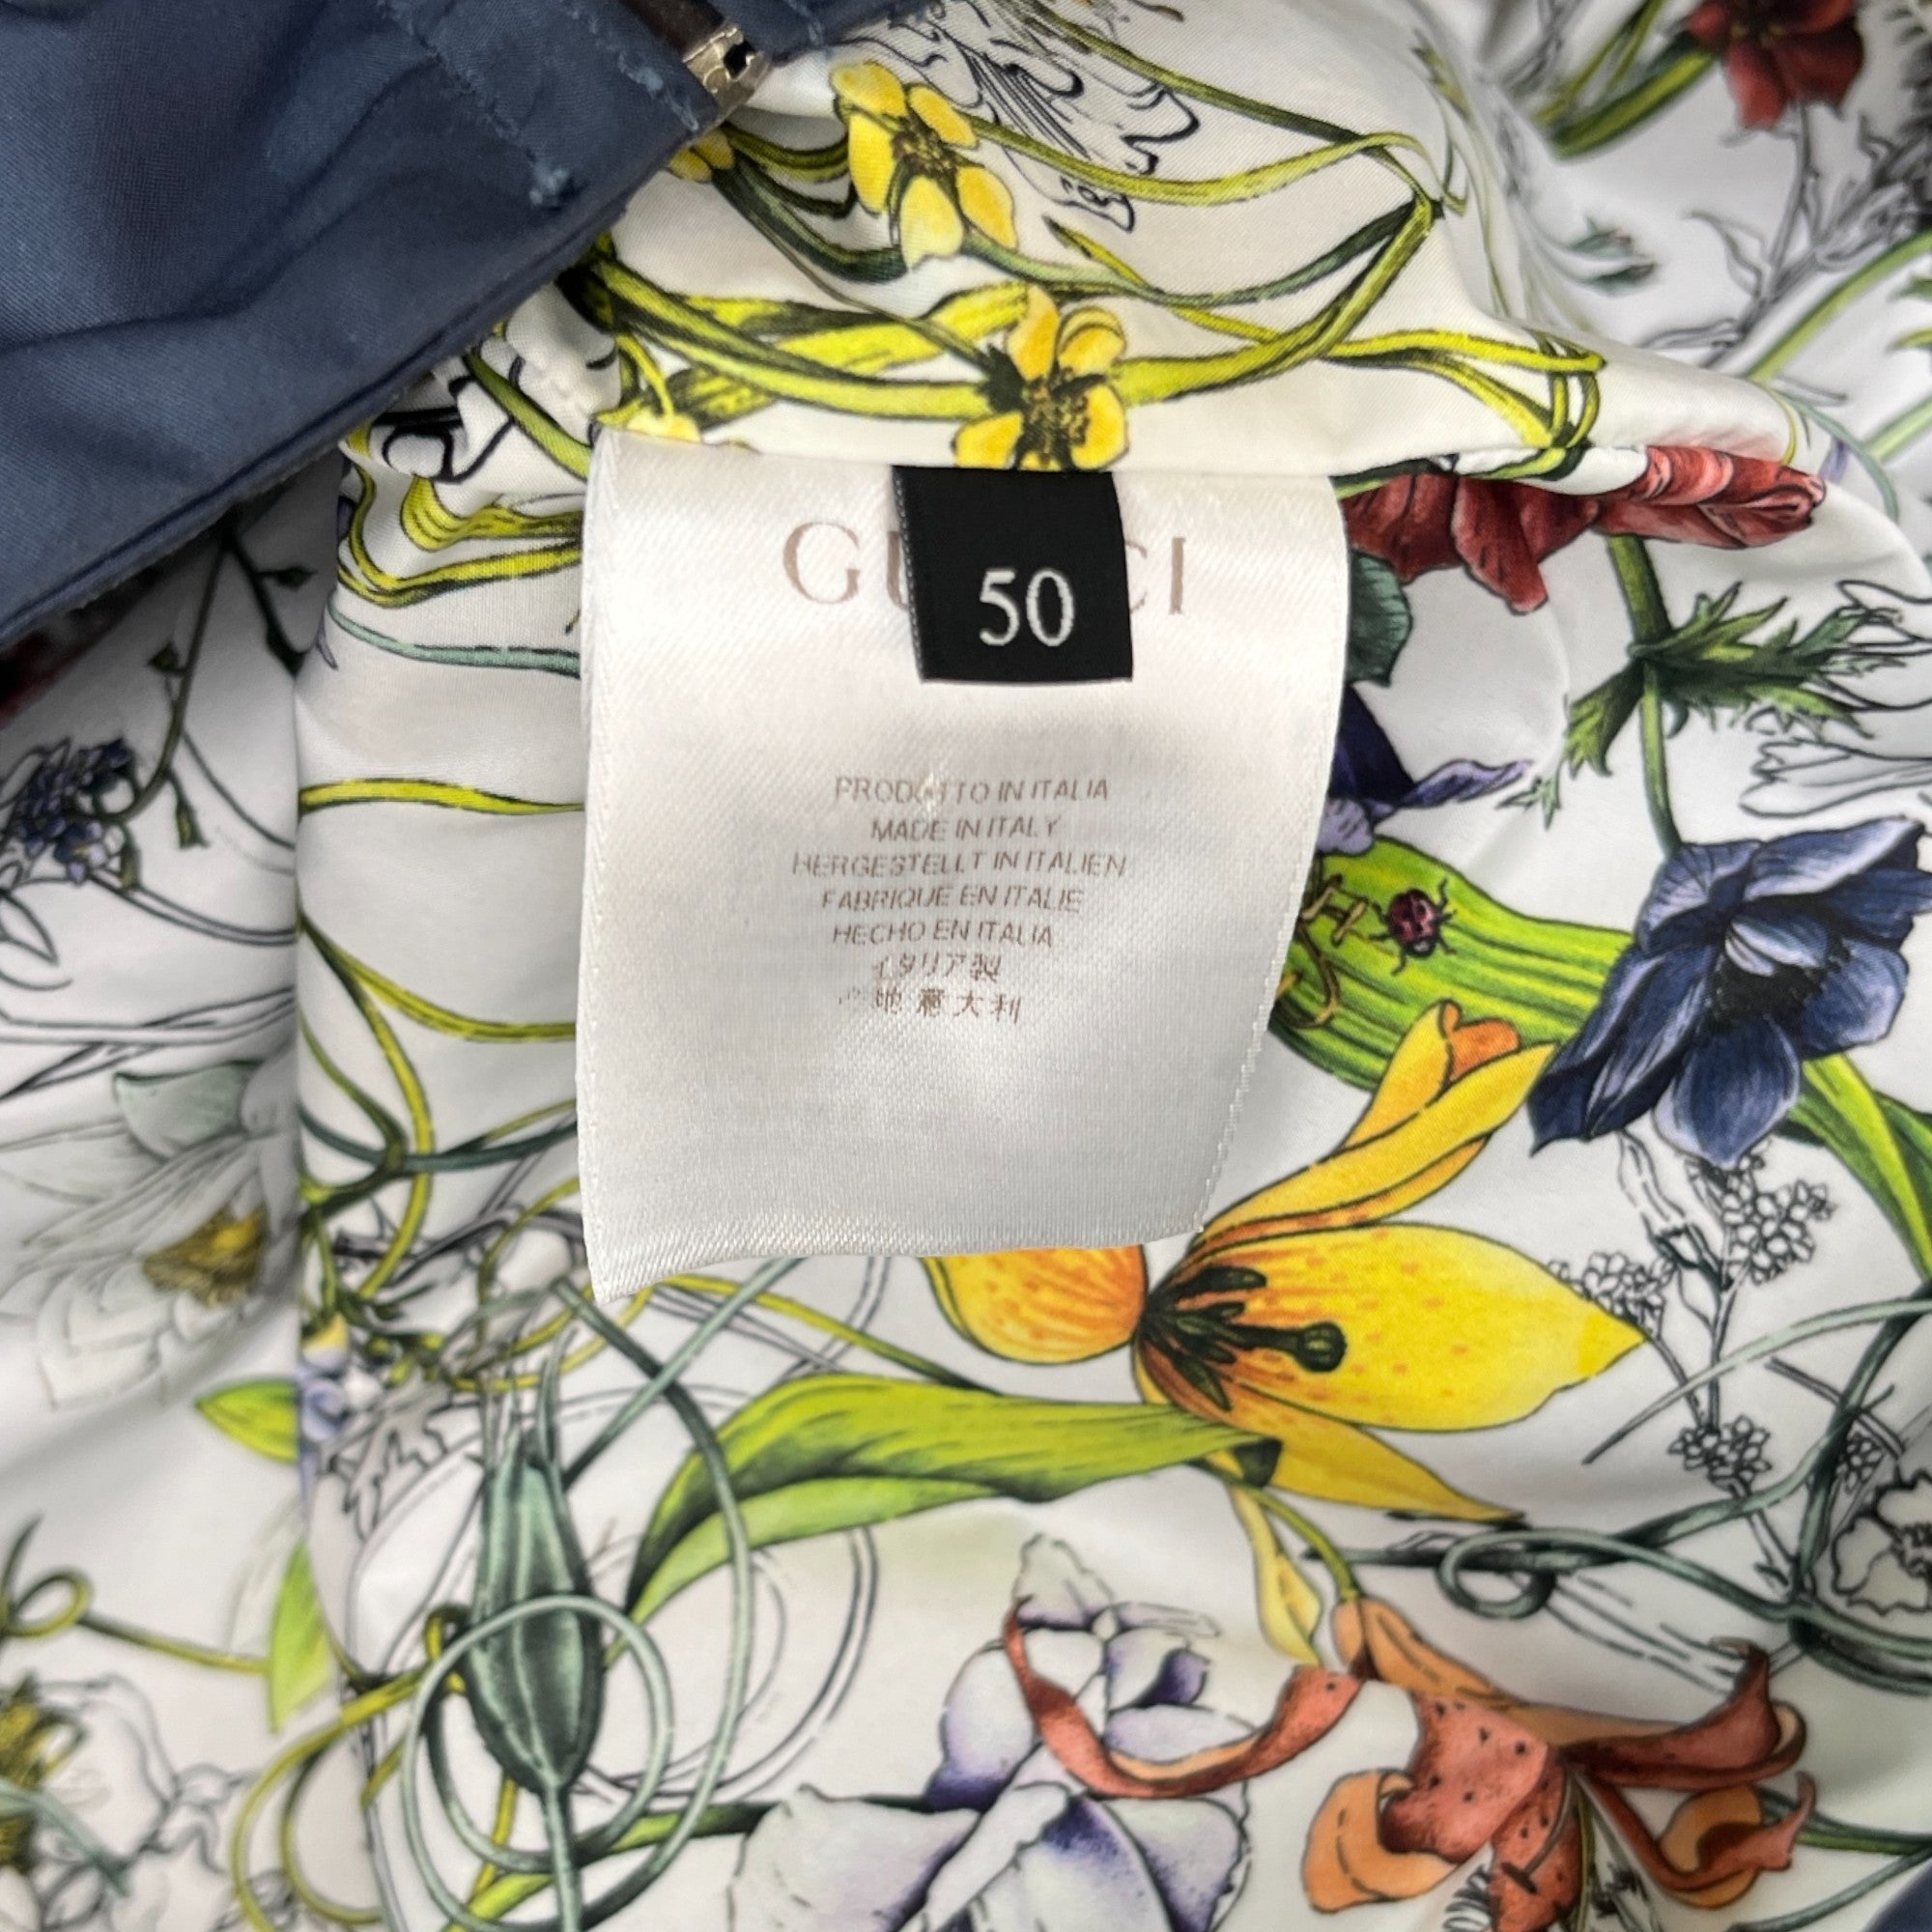 GUCCI
50
PRODOTTO IN ITALIA
MADE IN ITALY
HERGESTELLT IN ITALIEN
FABRIQUE EN ITALIE
HECHO EN ITALIA
イタリア製
地意大利